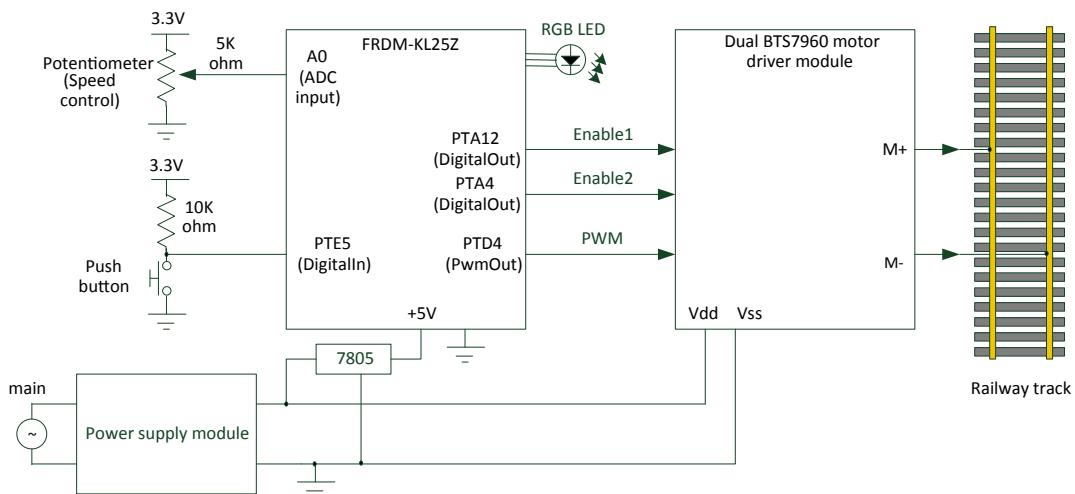 3.3V
5K
ohm
Potentometer
(Speed
control)
3.3V
10K
ohm
Push
button
FRDM-KL25Z
A0
(ADC
input)
PTA12
(DigitalOut)
PTA4
(DigitalOut)
PTE5
(DigitalIn)
PTD4
(PwmOut)
+5V
RGB LED
Enable1
Enable2
PWM
Dual BTS7960 motor
driver module
M+
M-
Vdd
Vss
7805
main
~
Power supply module
Railway track